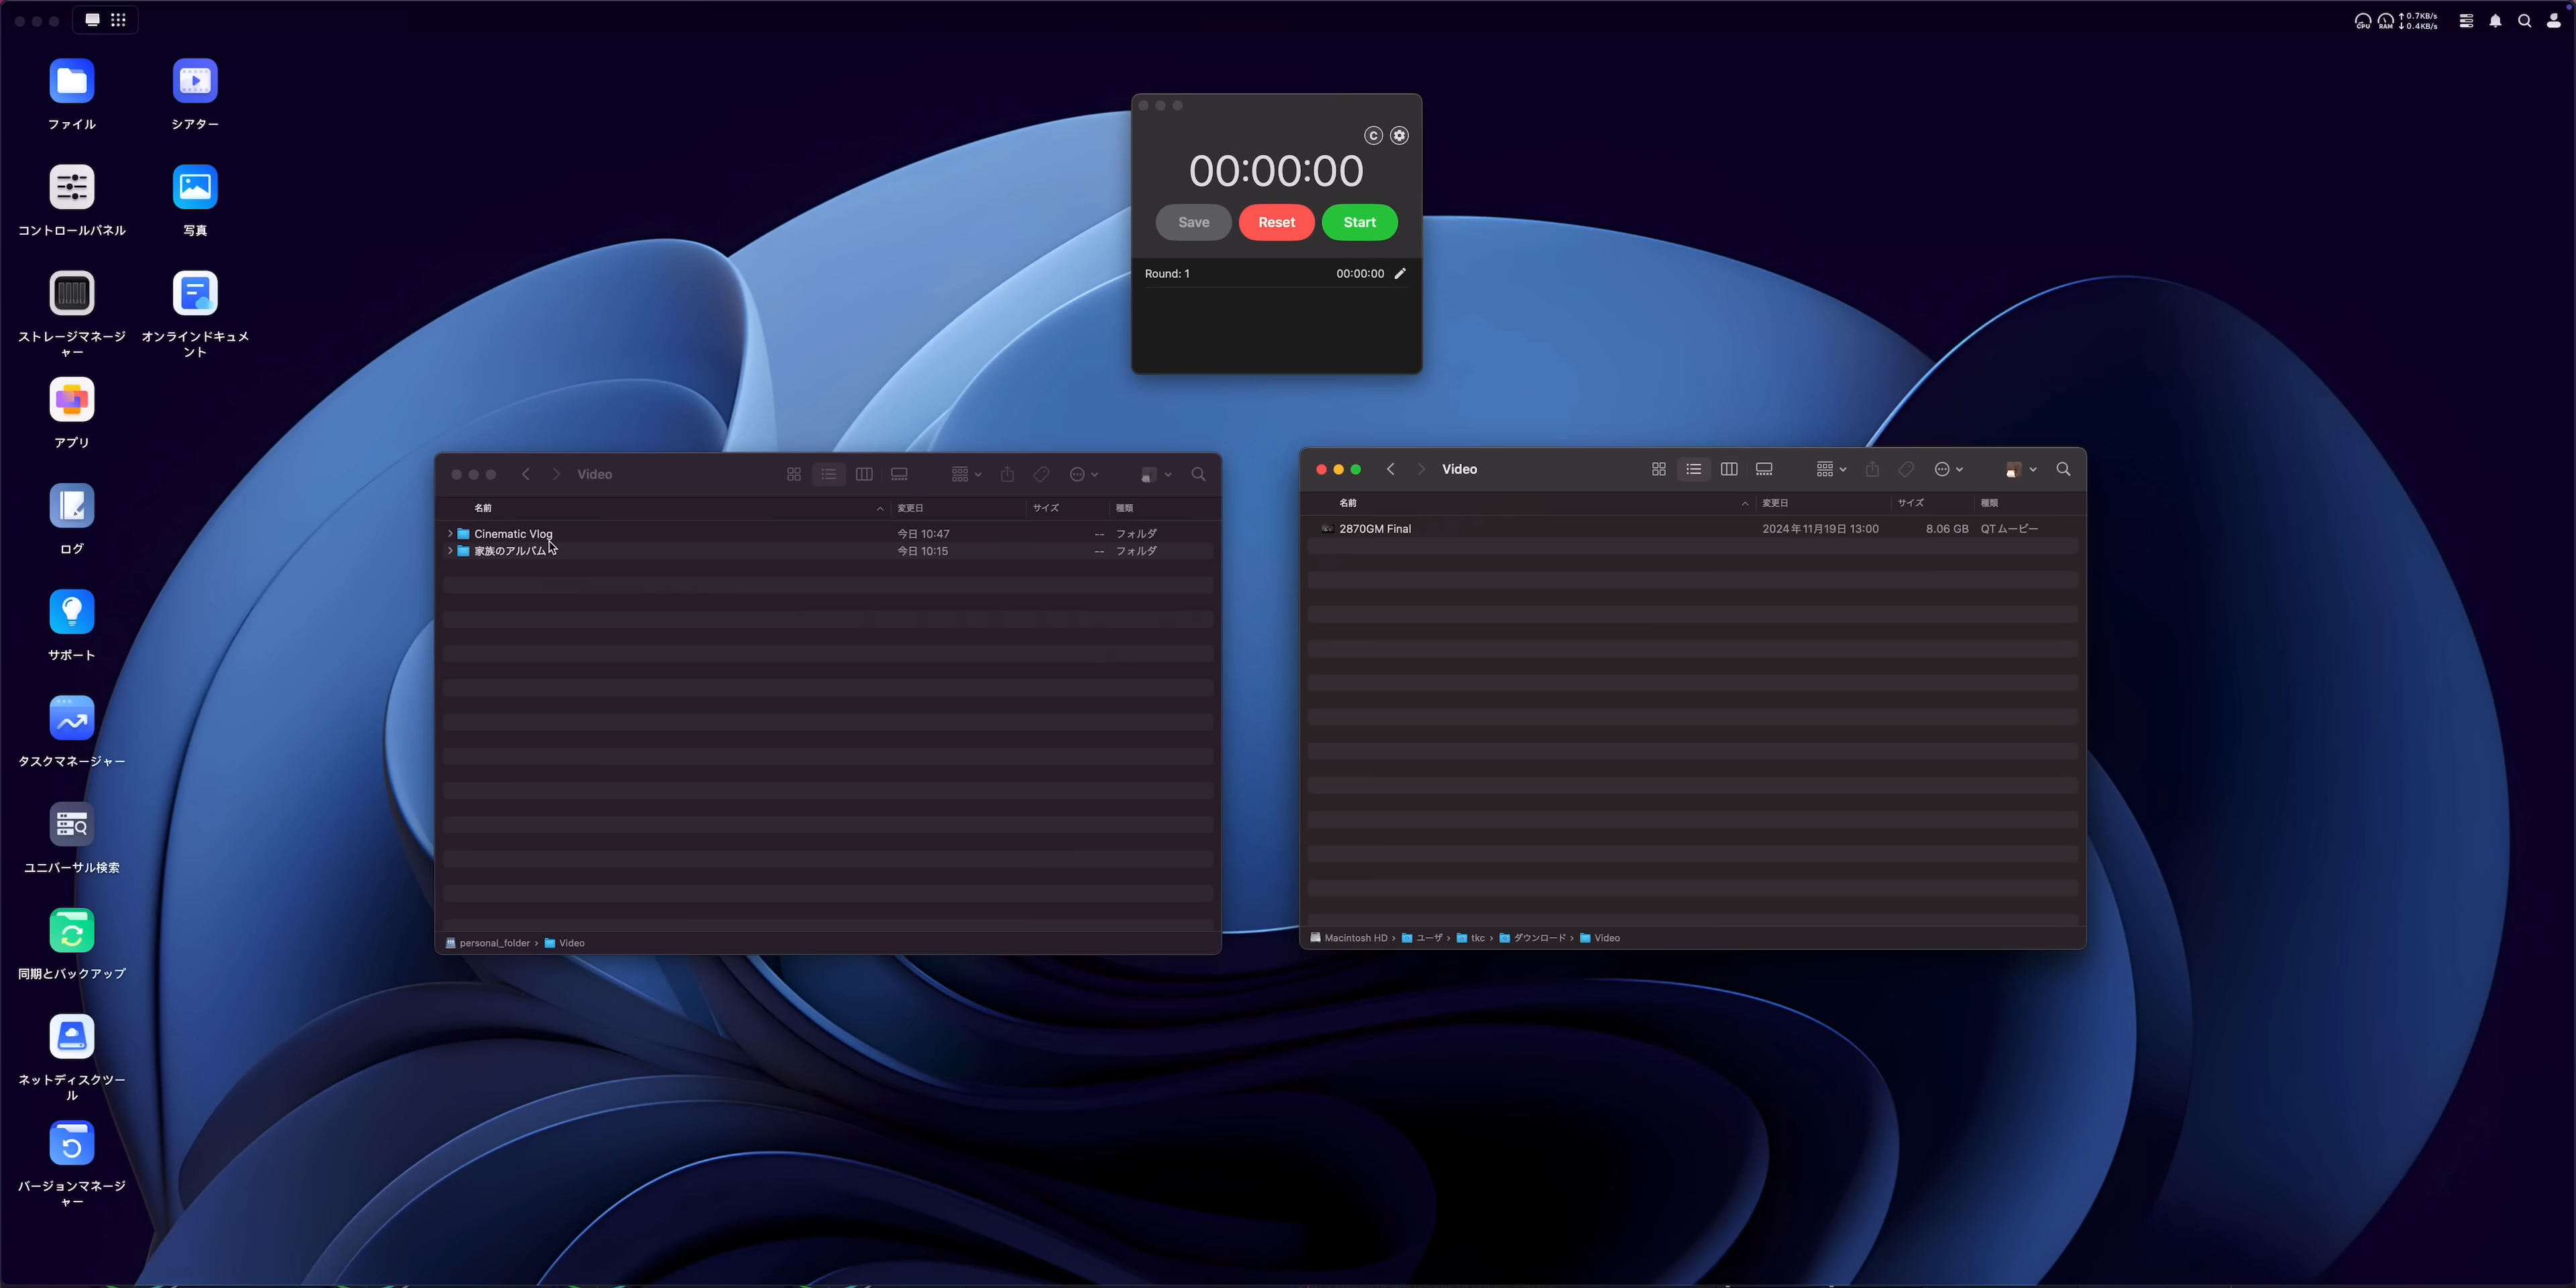 CPU
RAM
↑ 0.7KB/s
↓ 0.4KB/s
ファイル
シアター
コントロールパネル
写真
ストレージマネージ
ャー
オンラインドキュメ
ント
アプリ
ログ
サポート
タスクマネージャー
ユニバーサル検索
同期とバックアップ
ネットディスクツー
ル
バージョンマネージ
ャー
C
00:00:00
Save Reset Start
Round: 1 00:00:00
Video
名前 変更日 サイズ 種類
Cinematic Vlog 今日 10:47 -- フォルダ
家族のアルバム 今日 10:15 -- フォルダ
personal_folder › Video
Video
名前 変更日 サイズ 種類
2870GM Final 2024年11月19日 13:00 8.06 GB QTムービー
Macintosh HD › ユーザ › tkc › ダウンロード › Video